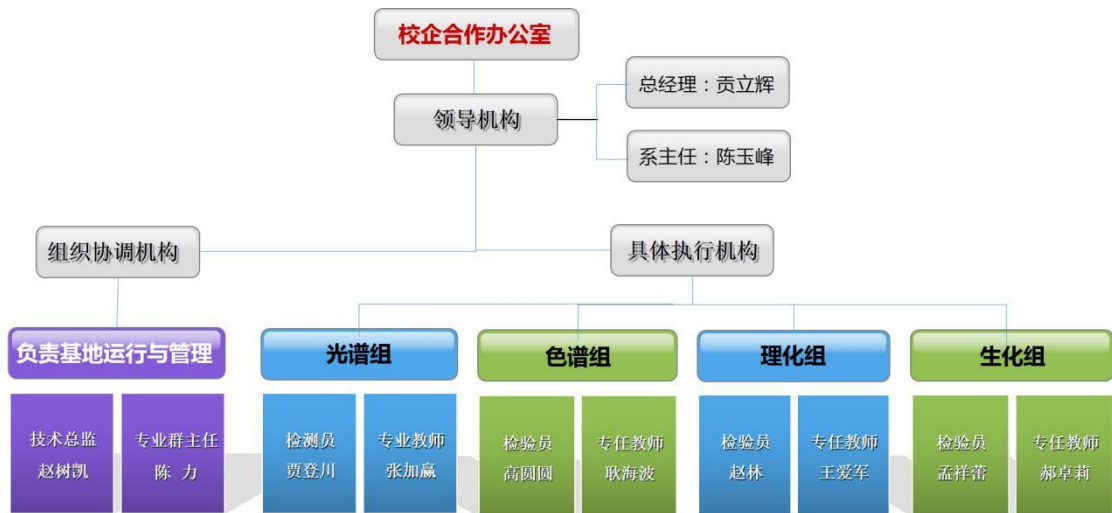 校企合作办公室
总经理：贡立辉
领导机构
系主任：陈玉峰
组织协调机构
具体执行机构
负责基地运行与管理
光谱组
色谱组
理化组
生化组
技术总监
赵树凯
专业群主任
陈 力
检测员
贾登川
专业教师
张加赢
检验员
高圆圆
专任教师
耿海波
检验员
赵林
专任教师
王爱军
检验员
孟祥蕾
专任教师
郝卓莉